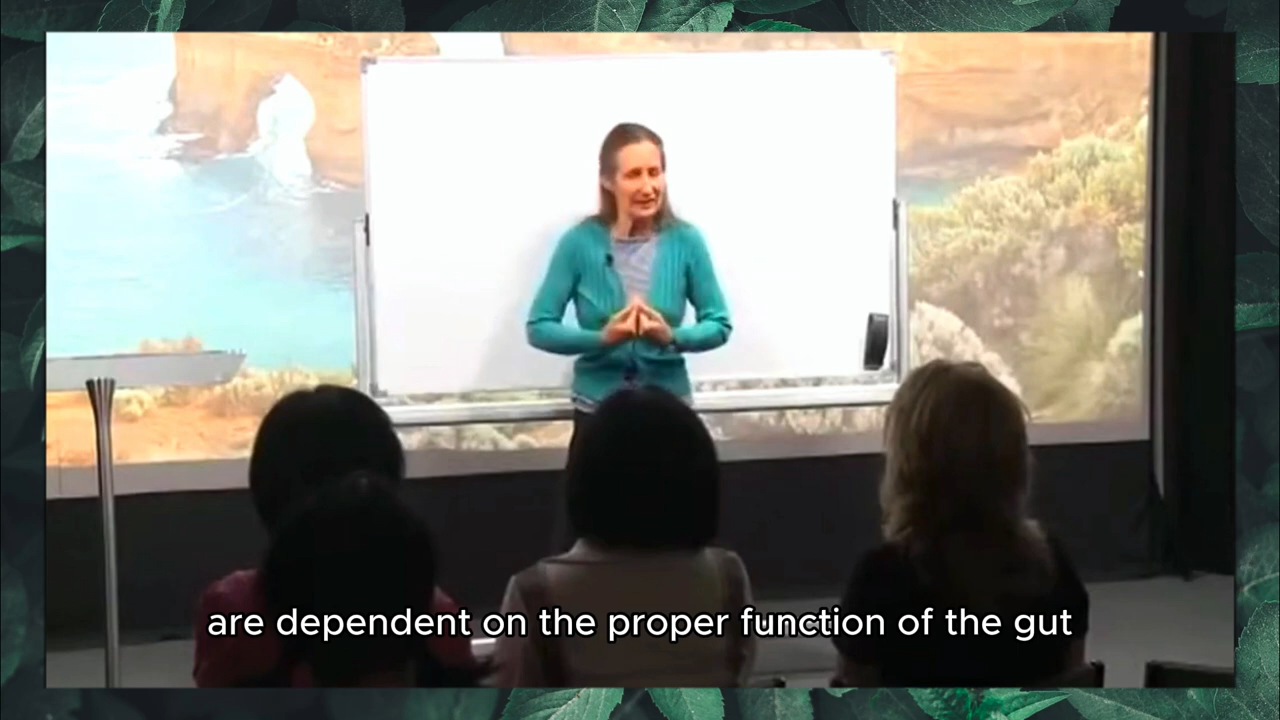 are dependent on the proper function of the gut